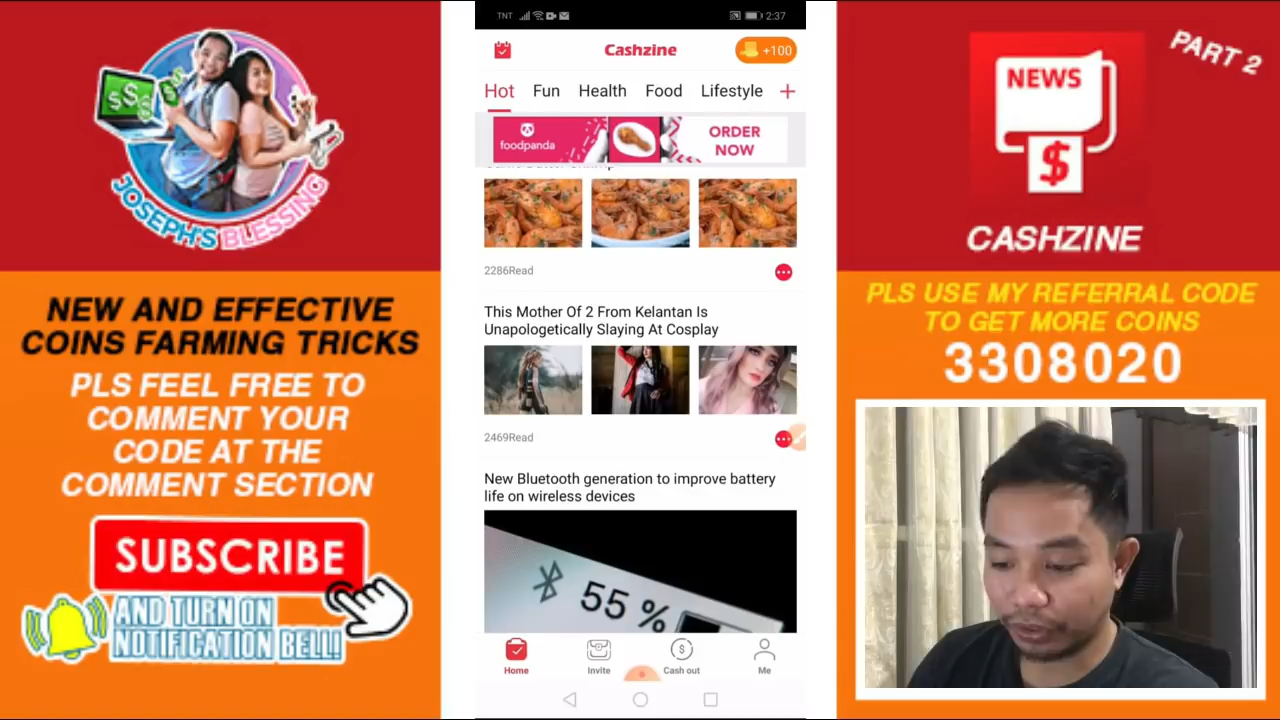 JOSEPH'S BLESSING
NEW AND EFFECTIVE
COINS FARMING TRICKS
PLS FEEL FREE TO
COMMENT YOUR
CODE AT THE
COMMENT SECTION
SUBSCRIBE
AND TURN ON
NOTIFICATION BELL!
TNT
2:37
Cashzine
+100
Hot Fun Health Food Lifestyle +
foodpanda
ORDER
NOW
2286Read
This Mother Of 2 From Kelantan Is
Unapologetically Slaying At Cosplay
2469Read
New Bluetooth generation to improve battery
life on wireless devices
55 %
Home Invite Cash out Me
NEWS
$
PART 2
CASHZINE
PLS USE MY REFERRAL CODE
TO GET MORE COINS
3308020